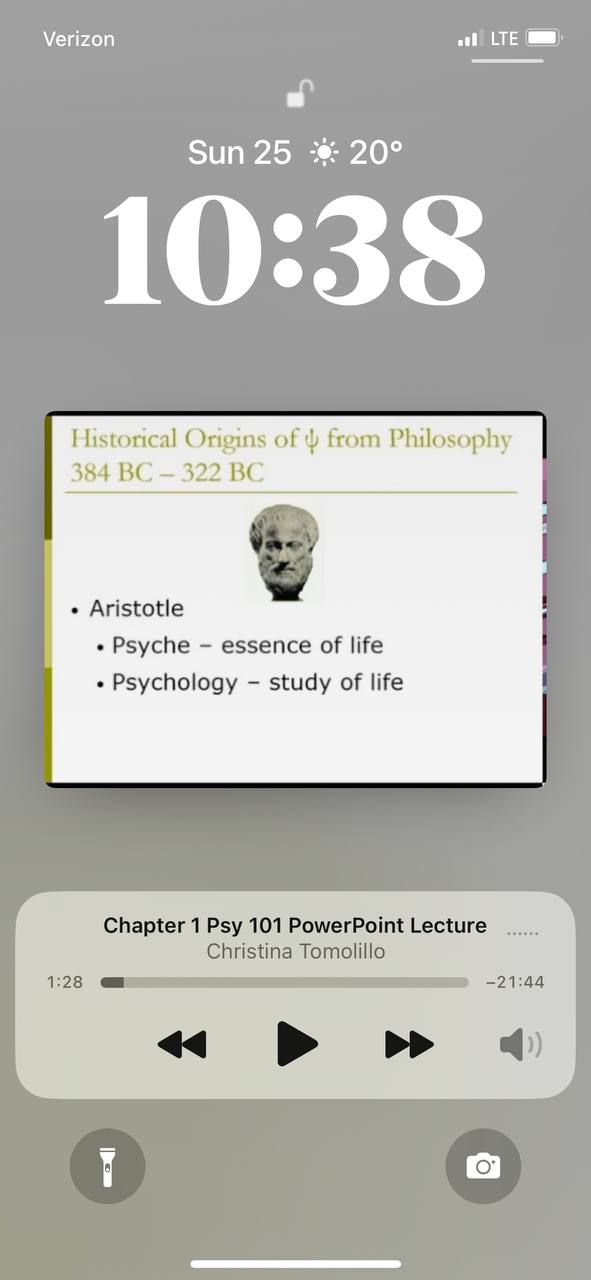 Verizon
LTE
Sun 25 20°
10:38
Historical Origins of ψ from Philosophy
384 BC – 322 BC
• Aristotle
• Psyche – essence of life
• Psychology – study of life
Chapter 1 Psy 101 PowerPoint Lecture
Christina Tomolillo
1:28
−21:44